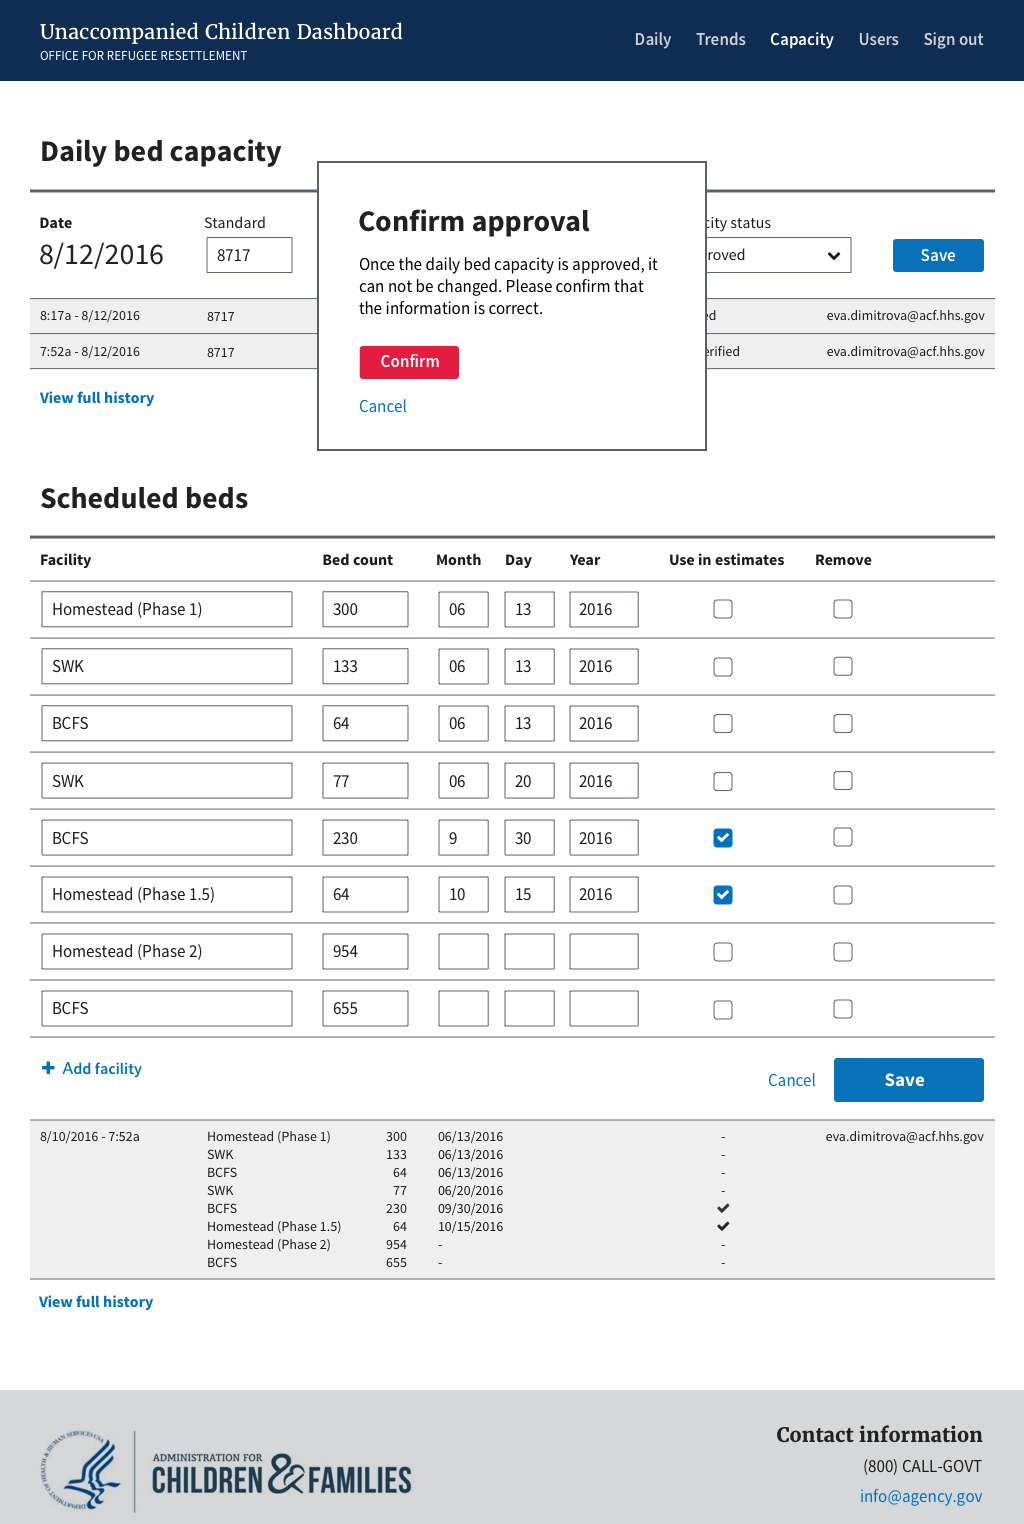 Unaccompanied Children Dashboard
OFFICE FOR REFUGEE RESETTLEMENT
Daily Trends Capacity Users Sign out
Daily bed capacity
Date Standard city status
8/12/2016 8717 roved Save
8:17a - 8/12/2016 8717 ed eva.dimitrova@acf.hhs.gov
7:52a - 8/12/2016 8717 erified eva.dimitrova@acf.hhs.gov
View full history
Confirm approval
Once the daily bed capacity is approved, it
can not be changed. Please confirm that
the information is correct.
Confirm
Cancel
Scheduled beds
Facility Bed count Month Day Year Use in estimates Remove
Homestead (Phase 1) 300 06 13 2016
SWK 133 06 13 2016
BCFS 64 06 13 2016
SWK 77 06 20 2016
BCFS 230 9 30 2016
Homestead (Phase 1.5) 64 10 15 2016
Homestead (Phase 2) 954
BCFS 655
+ Add facility
Cancel Save
8/10/2016 - 7:52a Homestead (Phase 1) 300 06/13/2016 - eva.dimitrova@acf.hhs.gov
SWK 133 06/13/2016 -
BCFS 64 06/13/2016 -
SWK 77 06/20/2016 -
BCFS 230 09/30/2016 ✔
Homestead (Phase 1.5) 64 10/15/2016 ✔
Homestead (Phase 2) 954 - -
BCFS 655 - -
View full history
DEPARTMENT OF HEALTH & HUMAN SERVICES USA
ADMINISTRATION FOR
CHILDREN & FAMILIES
Contact information
(800) CALL-GOVT
info@agency.gov